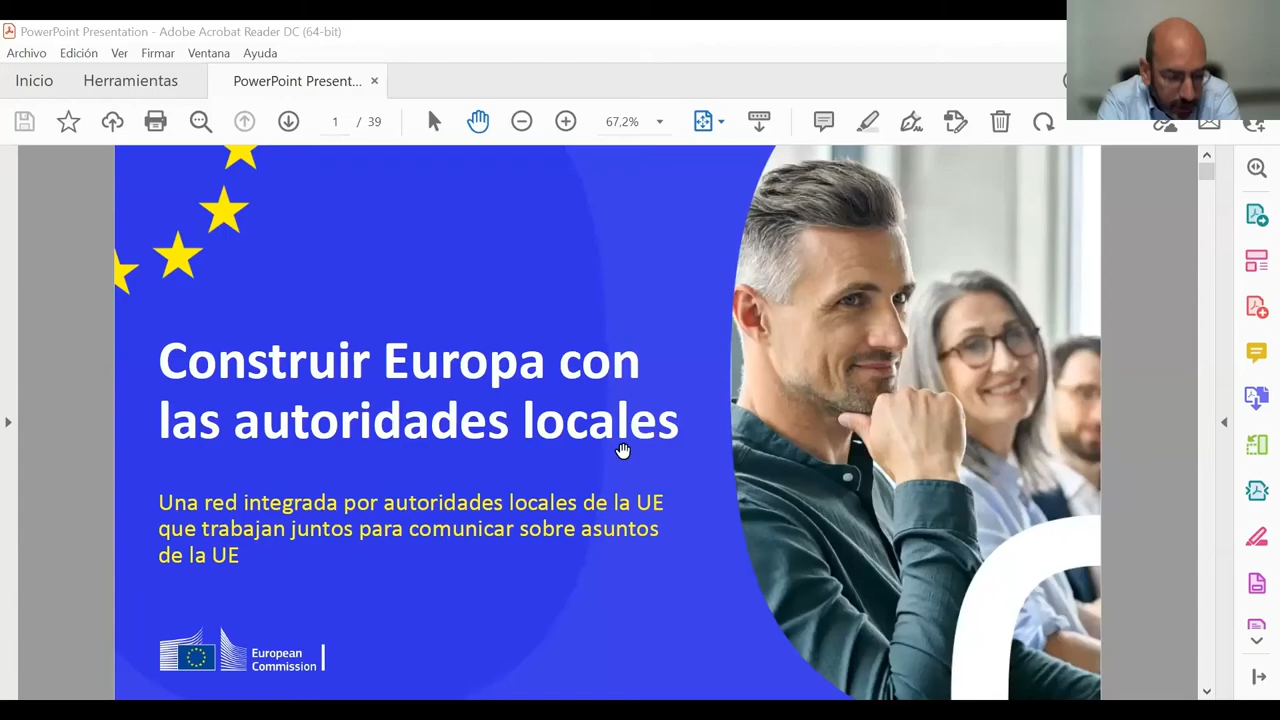 PowerPoint Presentation - Adobe Acrobat Reader DC (64-bit)
Archivo Edición Ver Firmar Ventana Ayuda
Inicio Herramientas PowerPoint Present... ×
1 / 39 67,2%
Construir Europa con
las autoridades locales
Una red integrada por autoridades locales de la UE
que trabajan juntos para comunicar sobre asuntos
de la UE
European
Commission